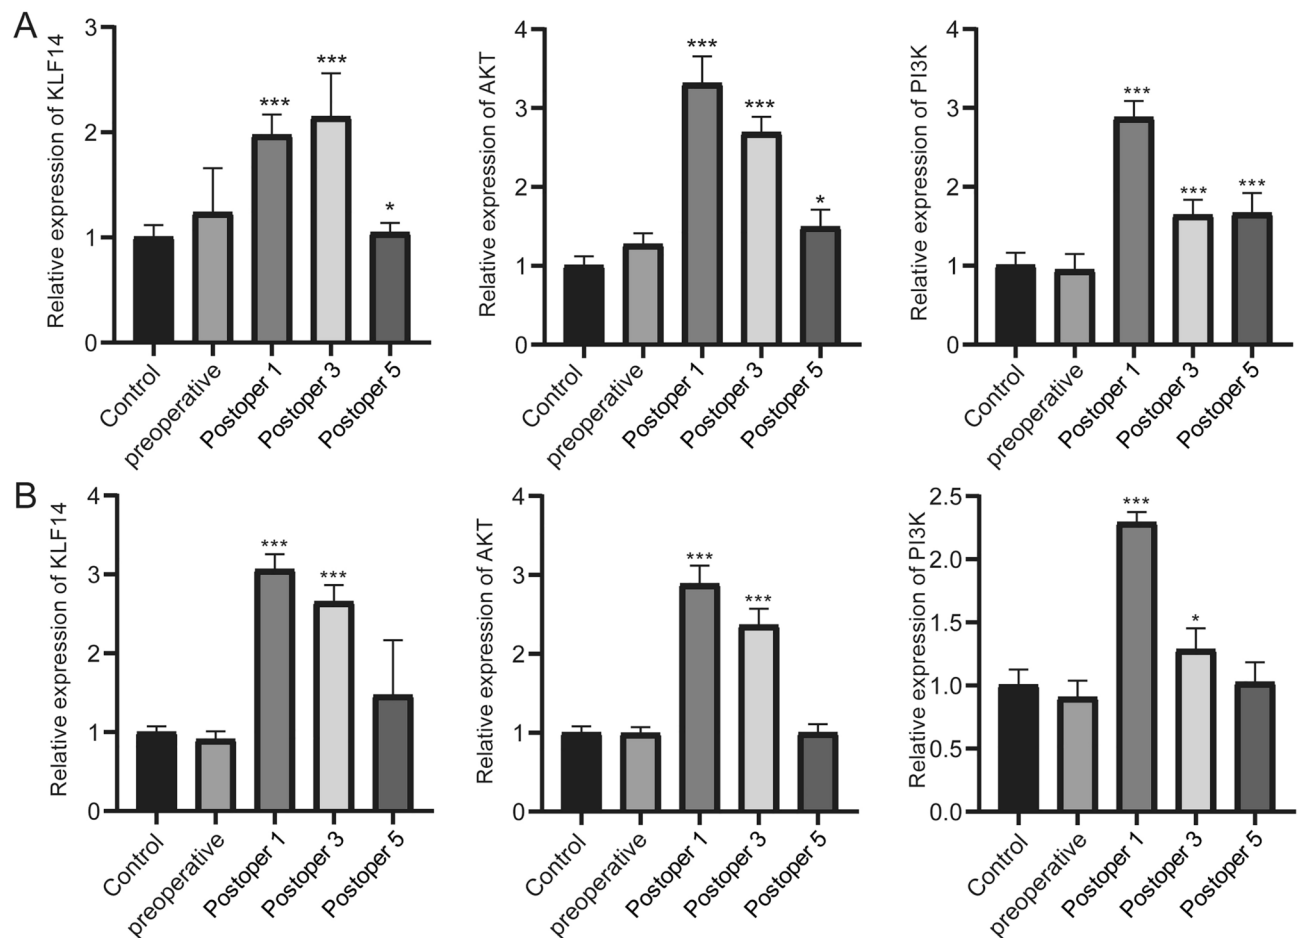 A
Relative expression of KLF14
3
2
1
0
***
***
*
Control
preoperative
Postoper 1
Postoper 3
Postoper 5
Relative expression of AKT
4
3
2
1
0
***
***
*
Control
preoperative
Postoper 1
Postoper 3
Postoper 5
Relative expression of PI3K
4
3
2
1
0
***
***
***
Control
preoperative
Postoper 1
Postoper 3
Postoper 5
B
Relative expression of KLF14
4
3
2
1
0
***
***
Control
preoperative
Postoper 1
Postoper 3
Postoper 5
Relative expression of AKT
4
3
2
1
0
***
***
Control
preoperative
Postoper 1
Postoper 3
Postoper 5
Relative expression of PI3K
2.5
2.0
1.5
1.0
0.5
0.0
***
*
Control
preoperative
Postoper 1
Postoper 3
Postoper 5